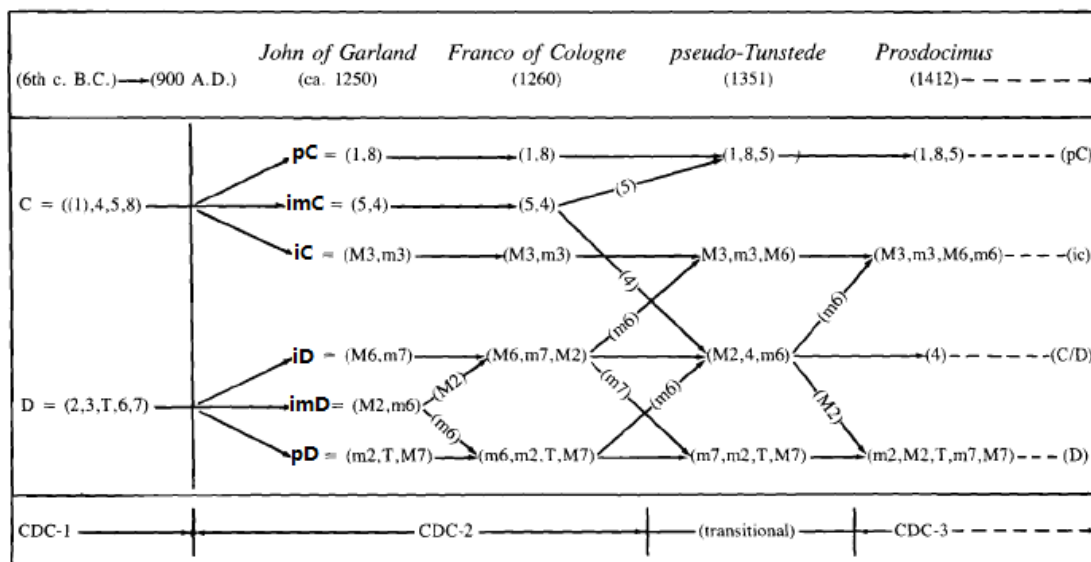 John of Garland Franco of Cologne pseudo-Tunstede Prosdocimus
(6th c. B.C.) (900 A.D.) (ca. 1250) (1260) (1351) (1412)
pC = (1,8) (1,8) (1,8,5) (1,8,5) (pC)
(5)
C = ((1),4,5,8) imC = (5,4) (5,4)
iC = (M3,m3) (M3,m3) M3,m3,M6) (M3,m3,M6,m6) (ic)
(4)
(m6) (m6)
iD = (M6,m7) (M6,m7,M2) (M2,4,m6) (4) (C/D)
(M2) (m7) (m6) (M2)
D = (2,3,T,6,7) imD= (M2,m6)
(m6)
pD = (m2,T,M7) (m6,m2,T,M7) (m7,m2,T,M7) (m2,M2,T,m7,M7) (D)
CDC-1 CDC-2 (transitional) CDC-3